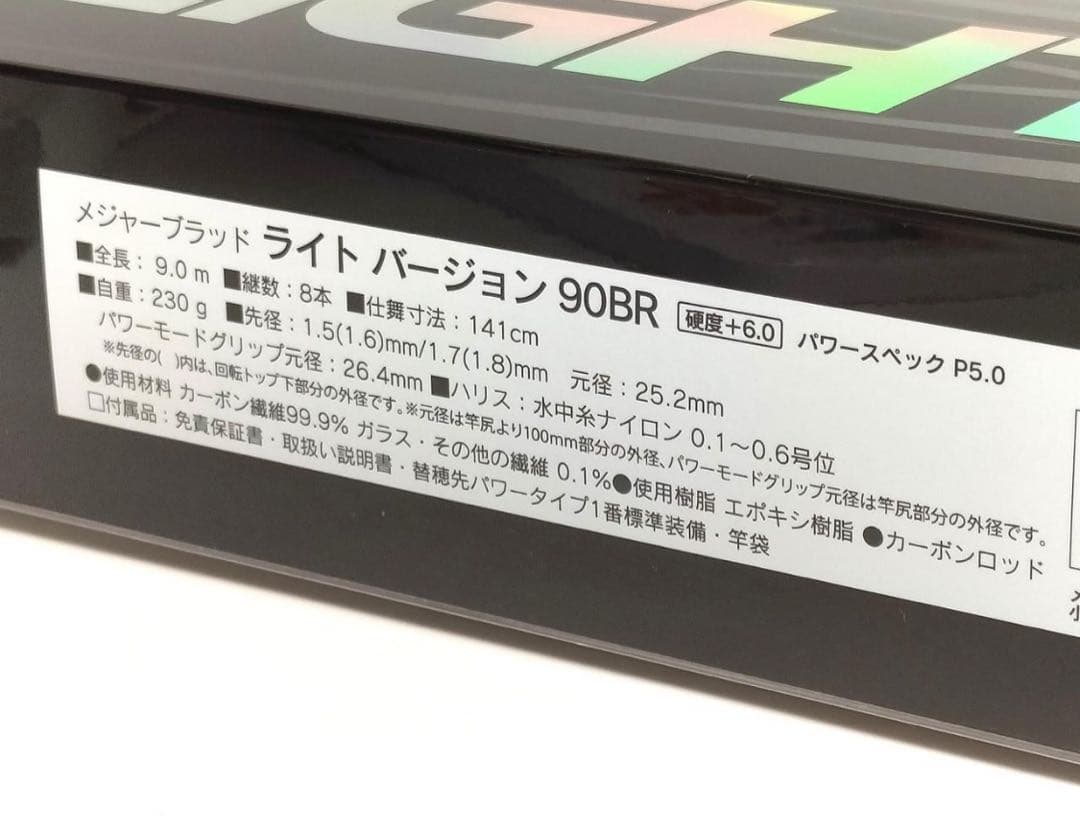 IGHT
メジャーブラッド ライト バージョン 90BR 硬度+6.0 パワースペック P5.0
■全長：9.0 m ■継数：8本 ■仕舞寸法：141cm
■自重：230 g ■先径：1.5(1.6)mm/1.7(1.8)mm 元径：25.2mm
パワーモードグリップ元径：26.4mm ■ハリス：水中糸ナイロン 0.1〜0.6号位
※先径の( )内は、回転トップ下部分の外径です。※元径は竿尻より100mm部分の外径、パワーモードグリップ元径は竿尻部分の外径です。
●使用材料 カーボン繊維99.9% ガラス・その他の繊維 0.1%●使用樹脂 エポキシ樹脂 ●カーボンロッド
□付属品：免責保証書・取扱い説明書・替穂先パワータイプ1番標準装備・竿袋